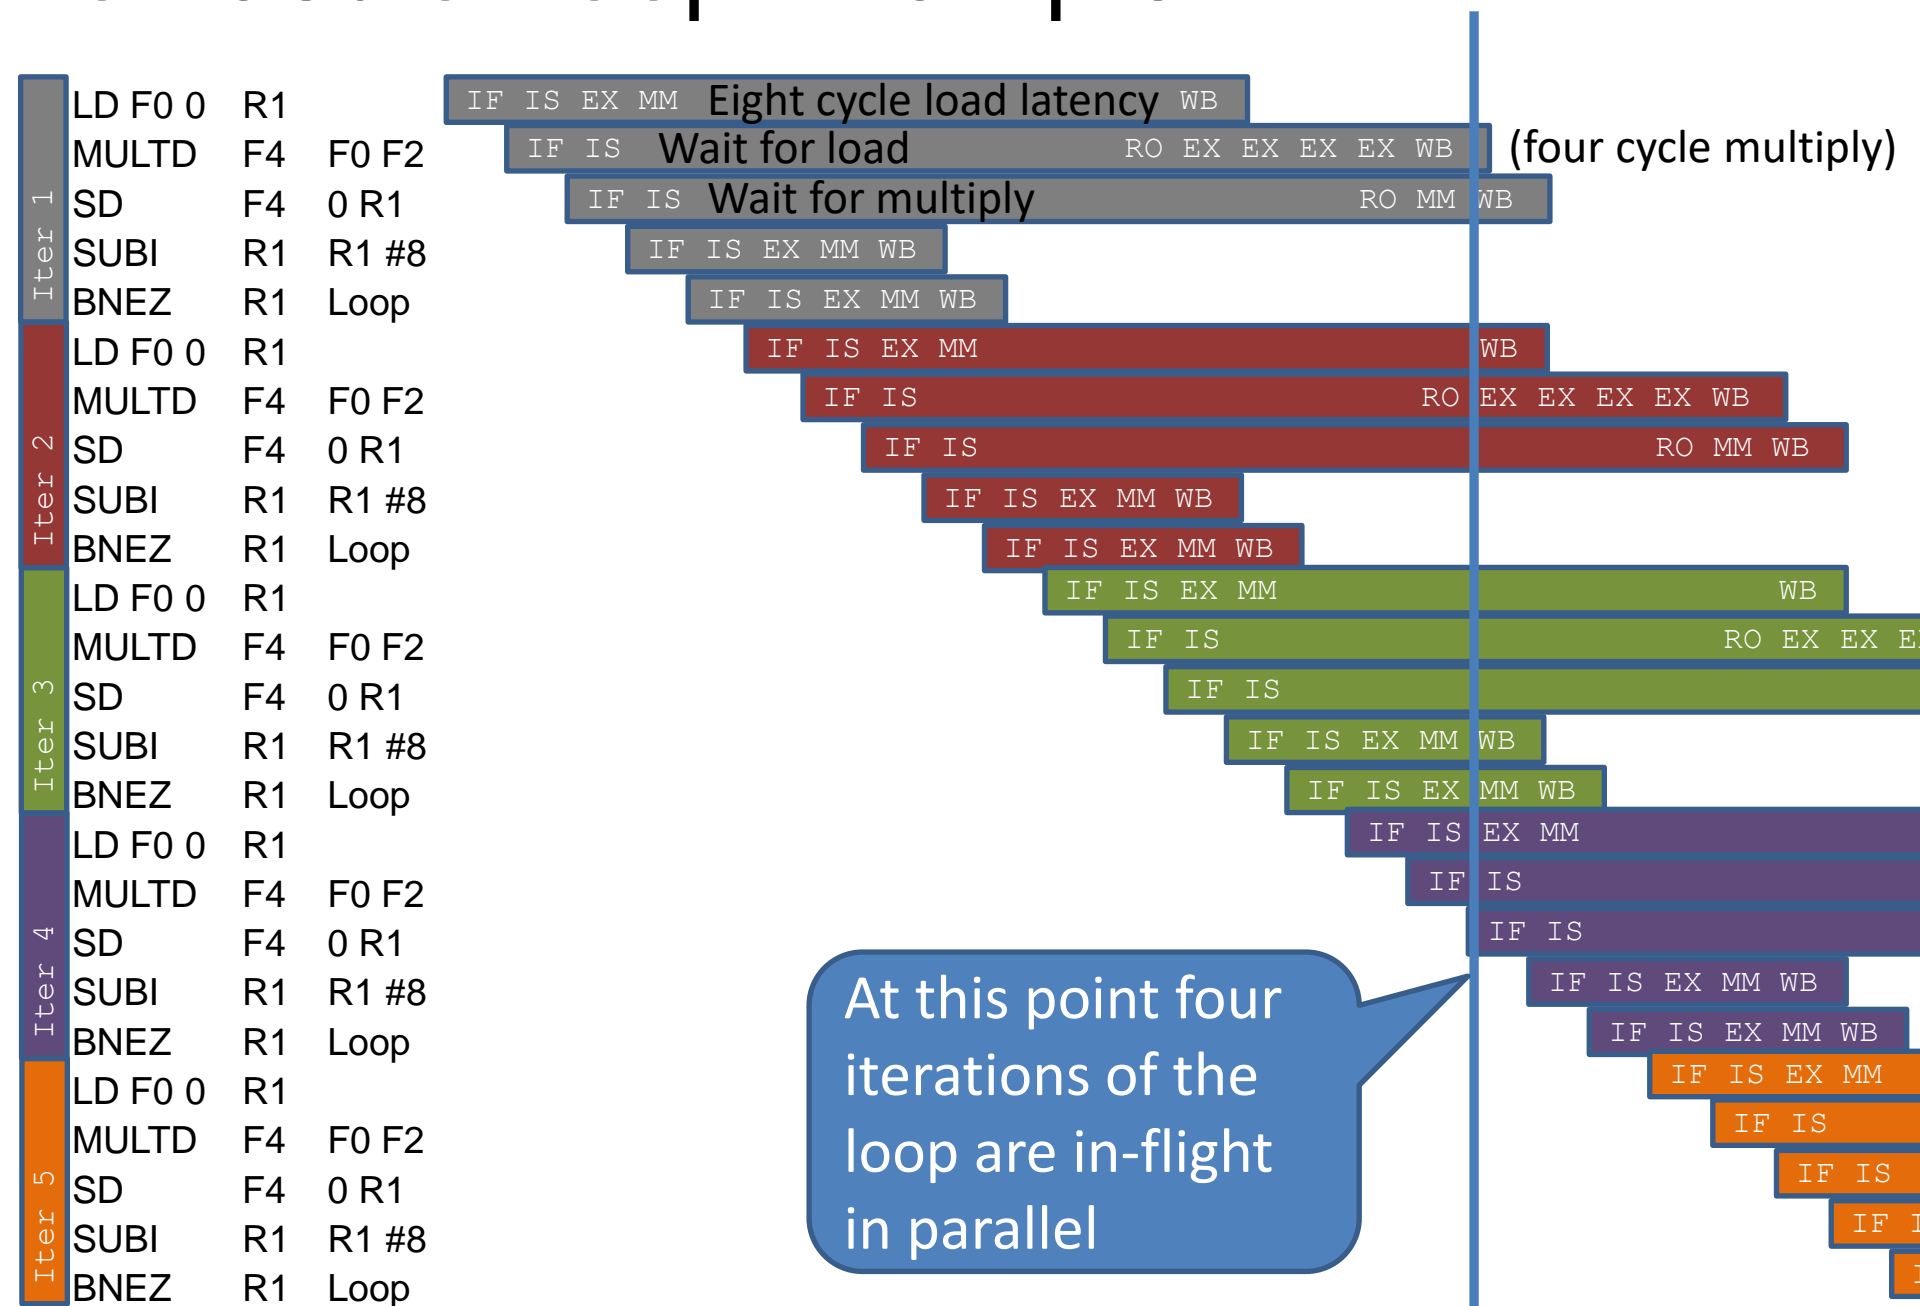 Iter 1
LD F0 0 R1 IF IS EX MM Eight cycle load latency WB
MULTD F4 F0 F2 IF IS Wait for load RO EX EX EX EX WB (four cycle multiply)
SD F4 0 R1 IF IS Wait for multiply RO MM WB
SUBI R1 R1 #8 IF IS EX MM WB
BNEZ R1 Loop IF IS EX MM WB
Iter 2
LD F0 0 R1 IF IS EX MM WB
MULTD F4 F0 F2 IF IS RO EX EX EX EX WB
SD F4 0 R1 IF IS RO MM WB
SUBI R1 R1 #8 IF IS EX MM WB
BNEZ R1 Loop IF IS EX MM WB
Iter 3
LD F0 0 R1 IF IS EX MM WB
MULTD F4 F0 F2 IF IS RO EX EX
SD F4 0 R1 IF IS
SUBI R1 R1 #8 IF IS EX MM WB
BNEZ R1 Loop IF IS EX MM WB
Iter 4
LD F0 0 R1 IF IS EX MM
MULTD F4 F0 F2 IF IS
SD F4 0 R1 IF IS
SUBI R1 R1 #8 IF IS EX MM WB
BNEZ R1 Loop IF IS EX MM WB
Iter 5
LD F0 0 R1 IF IS EX MM
MULTD F4 F0 F2 IF IS
SD F4 0 R1 IF IS
SUBI R1 R1 #8 IF
BNEZ R1 Loop
At this point four
iterations of the
loop are in-flight
in parallel